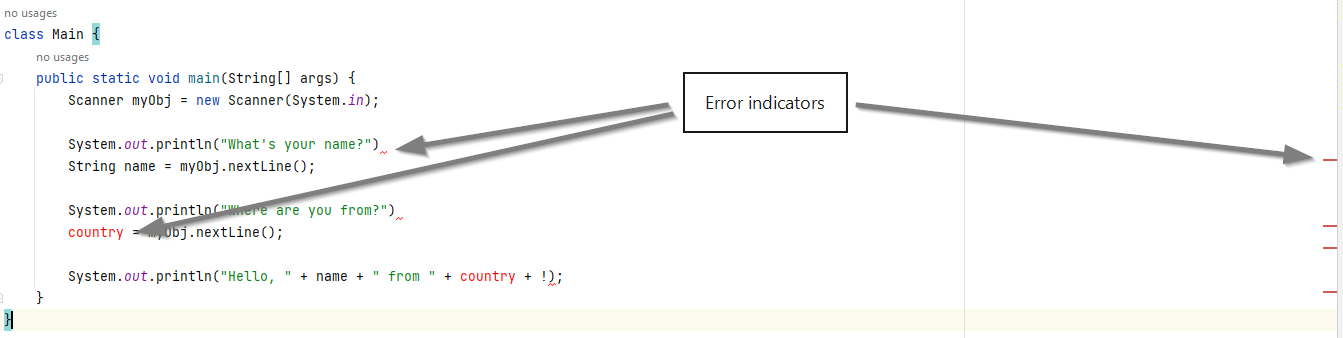 no usages
class Main {
no usages
public static void main(String[] args) {
Scanner myObj = new Scanner(System.in);
Error indicators
System.out.println("What's your name?")
String name = myObj.nextLine();
System.out.println("Where are you from?")
country = myObj.nextLine();
System.out.println("Hello, " + name + " from " + country + !);
}
}